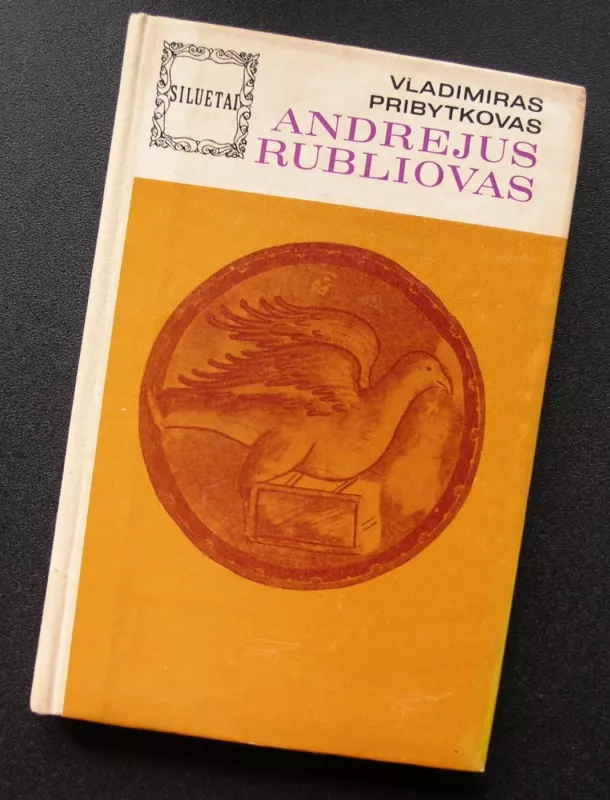 SILUETAI
VLADIMIRAS
PRIBYTKOVAS
ANDREJUS
RUBLIOVAS